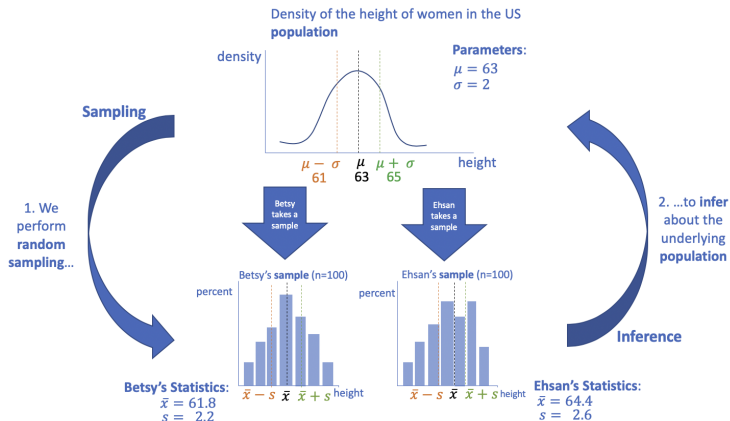 Density of the height of women in the US
population
density
Parameters:
μ = 63
σ = 2
Sampling
μ − σ μ μ + σ height
61 63 65
1. We
perform
random
sampling...
Betsy
takes a
sample
Ehsan
takes a
sample
2. ...to infer
about the
underlying
population
Betsy's sample (n=100)
Ehsan's sample (n=100)
percent
percent
Inference
x̄ − s x̄ x̄ + s height
x̄ − s x̄ x̄ + s height
Betsy's Statistics:
x̄ = 61.8
s = 2.2
Ehsan's Statistics:
x̄ = 64.4
s = 2.6